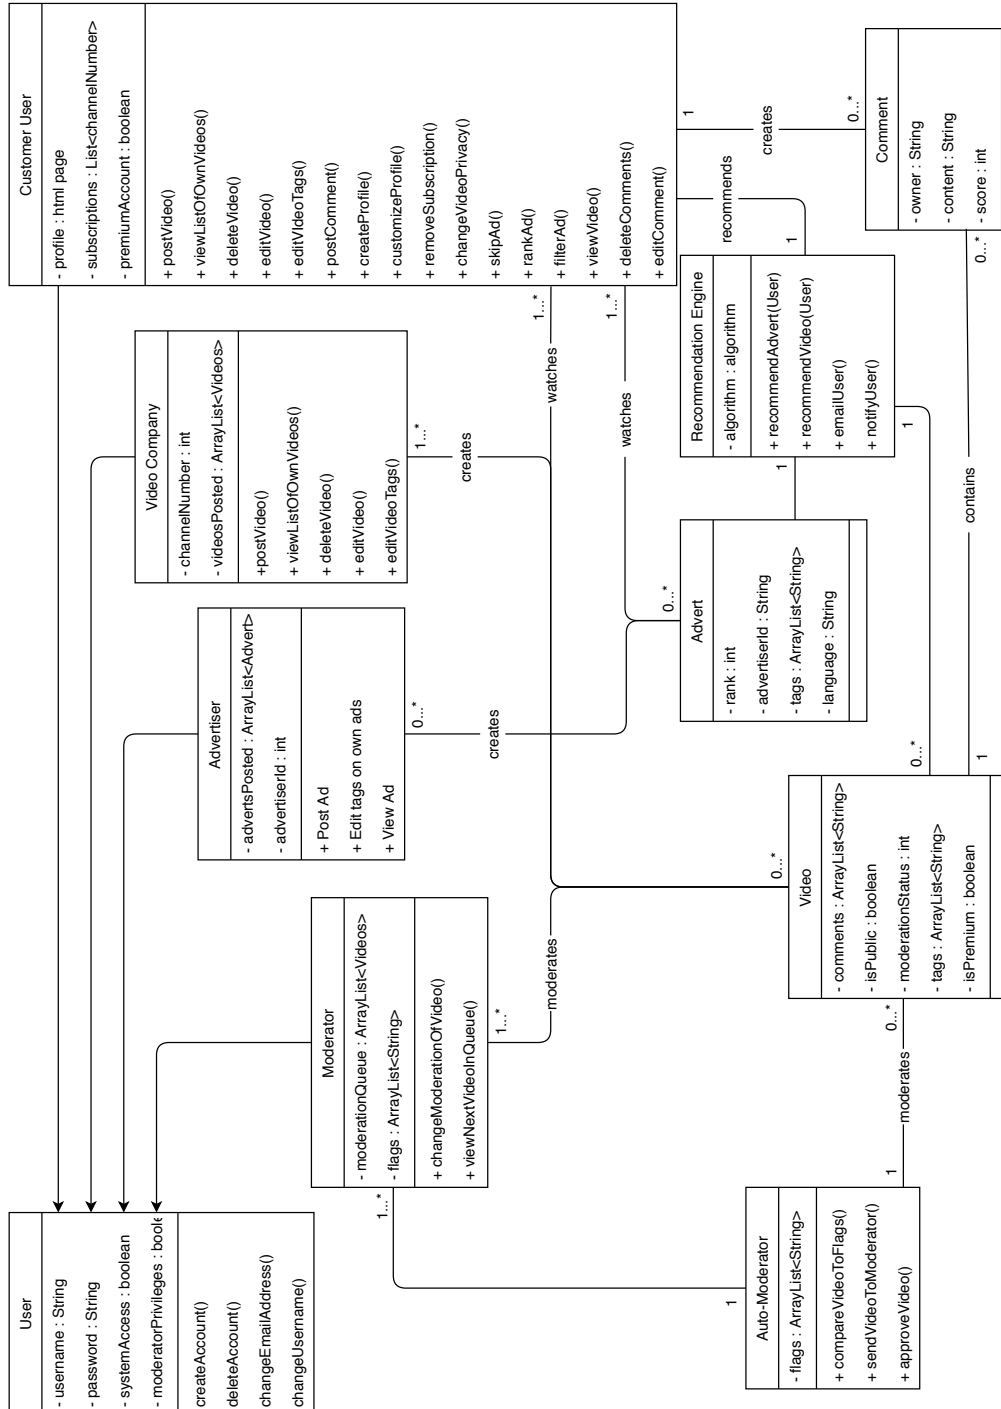 User
- username : String
- password : String
- systemAccess : boolean
- moderatorPrivileges : boole
createAccount()
deleteAccount()
changeEmailAddress()
changeUsername()
Moderator
- moderationQueue : ArrayList<Videos>
- flags : ArrayList<String>
+ changeModerationOfVideo()
+ viewNextVideoInQueue()
1...*
1...*
Advertiser
- advertsPosted : ArrayList<Advert>
- advertiserId : int
+ Post Ad
+ Edit tags on own ads
+ View Ad
0...*
Video Company
- channelNumber : int
- videosPosted : ArrayList<Videos>
+postVideo()
+ viewListOfOwnVideos()
+ deleteVideo()
+ editVideo()
+ editVideoTags()
1...*
Customer User
- profile : html page
- subscriptions : List<channelNumber>
- premiumAccount : boolean
+ postVideo()
+ viewListOfOwnVideos()
+ deleteVideo()
+ editVideo()
+ editVIdeoTags()
+ postComment()
+ createProfile()
+ customizeProfile()
+ removeSubscription()
+ changeVideoPrivacy()
+ skipAd()
+ rankAd()
+ filterAd()
+ viewVideo()
+ deleteComments()
+ editComment()
1...*
1...*
1
creates
creates
watches
watches
moderates
recommends
creates
Auto-Moderator
- flags : ArrayList<String>
+ compareVideoToFlags()
+ sendVideoToModerator()
+ approveVideo()
1
1
moderates
0...*
Video
- comments : ArrayList<String>
- isPublic : boolean
- moderationStatus : int
- tags : ArrayList<String>
- isPremium : boolean
0...*
0...*
1
contains
Advert
- rank : int
- advertiserId : String
- tags : ArrayList<String>
- language : String
0...*
Recommendation Engine
- algorithm : algorithm
+ recommendAdvert(User)
+ recommendVideo(User)
+ emailUser()
+ notifyUser()
1
1
1
Comment
- owner : String
- content : String
- score : int
0...*
0...*